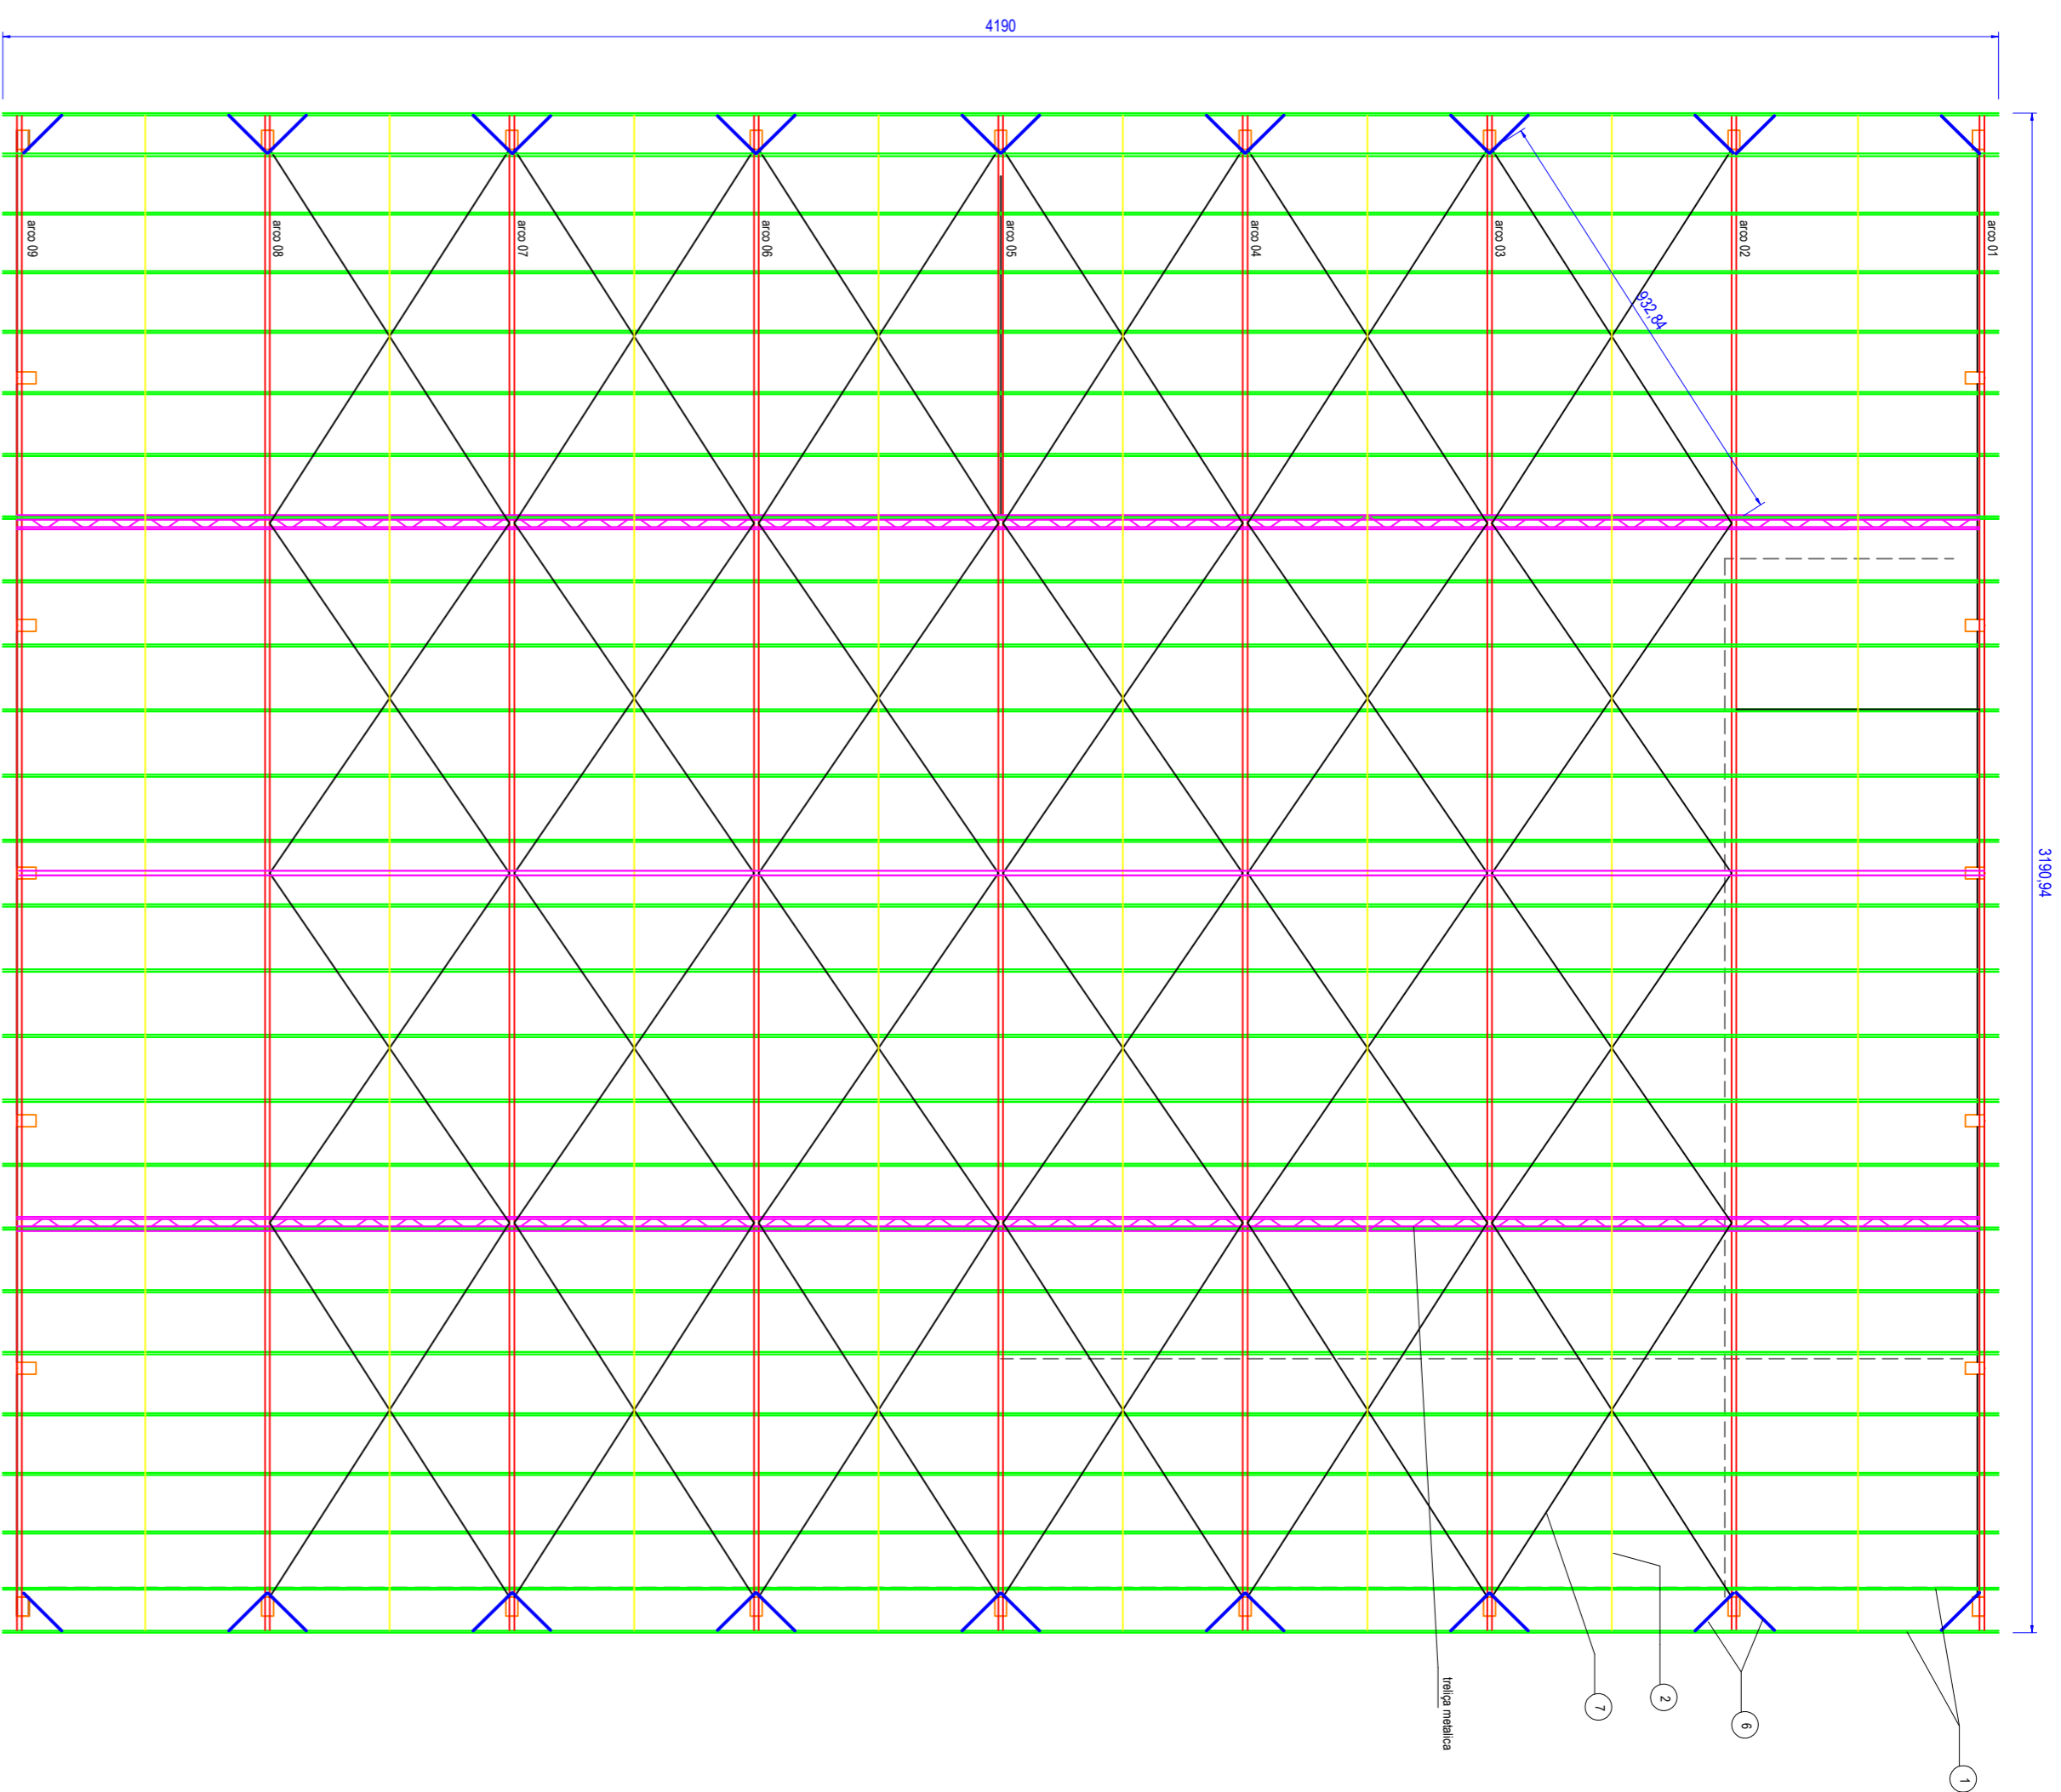 4190
3190,94
932,84
arco 09
arco 08
arco 07
arco 06
arco 05
arco 04
arco 03
arco 02
arco 01
treliça metalica
7
2
6
1